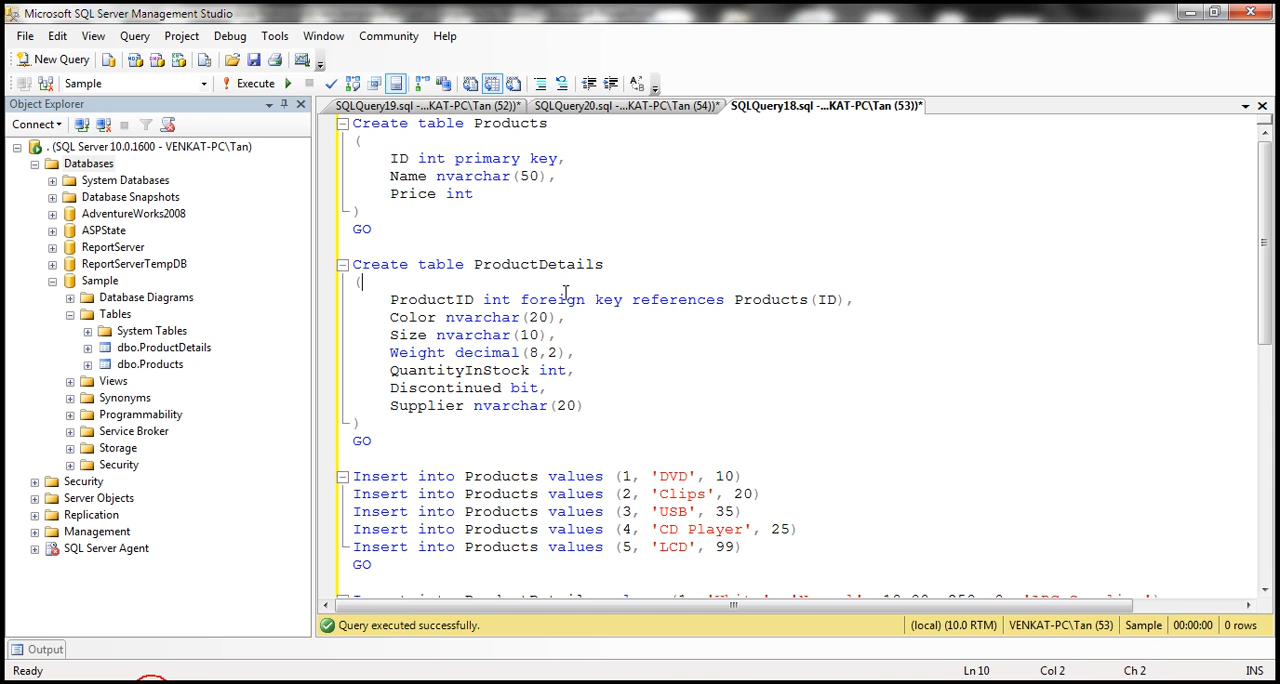 Microsoft SQL Server Management Studio
File Edit View Query Project Debug Tools Window Community Help
New Query
Sample Execute
Object Explorer
SQLQuery19.sql -...KAT-PC\Tan (52))* SQLQuery20.sql -...KAT-PC\Tan (54))* SQLQuery18.sql -...KAT-PC\Tan (53))*
Connect
. (SQL Server 10.0.1600 - VENKAT-PC\Tan)
Databases
System Databases
Database Snapshots
AdventureWorks2008
ASPState
ReportServer
ReportServerTempDB
Sample
Database Diagrams
Tables
System Tables
dbo.ProductDetails
dbo.Products
Views
Synonyms
Programmability
Service Broker
Storage
Security
Security
Server Objects
Replication
Management
SQL Server Agent
Create table Products
(
ID int primary key,
Name nvarchar(50),
Price int
)
GO
Create table ProductDetails
(
ProductID int foreign key references Products(ID),
Color nvarchar(20),
Size nvarchar(10),
Weight decimal(8,2),
QuantityInStock int,
Discontinued bit,
Supplier nvarchar(20)
)
GO
Insert into Products values (1, 'DVD', 10)
Insert into Products values (2, 'Clips', 20)
Insert into Products values (3, 'USB', 35)
Insert into Products values (4, 'CD Player', 25)
Insert into Products values (5, 'LCD', 99)
GO
Query executed successfully. (local) (10.0 RTM) VENKAT-PC\Tan (53) Sample 00:00:00 0 rows
Output
Ready Ln 10 Col 2 Ch 2 INS